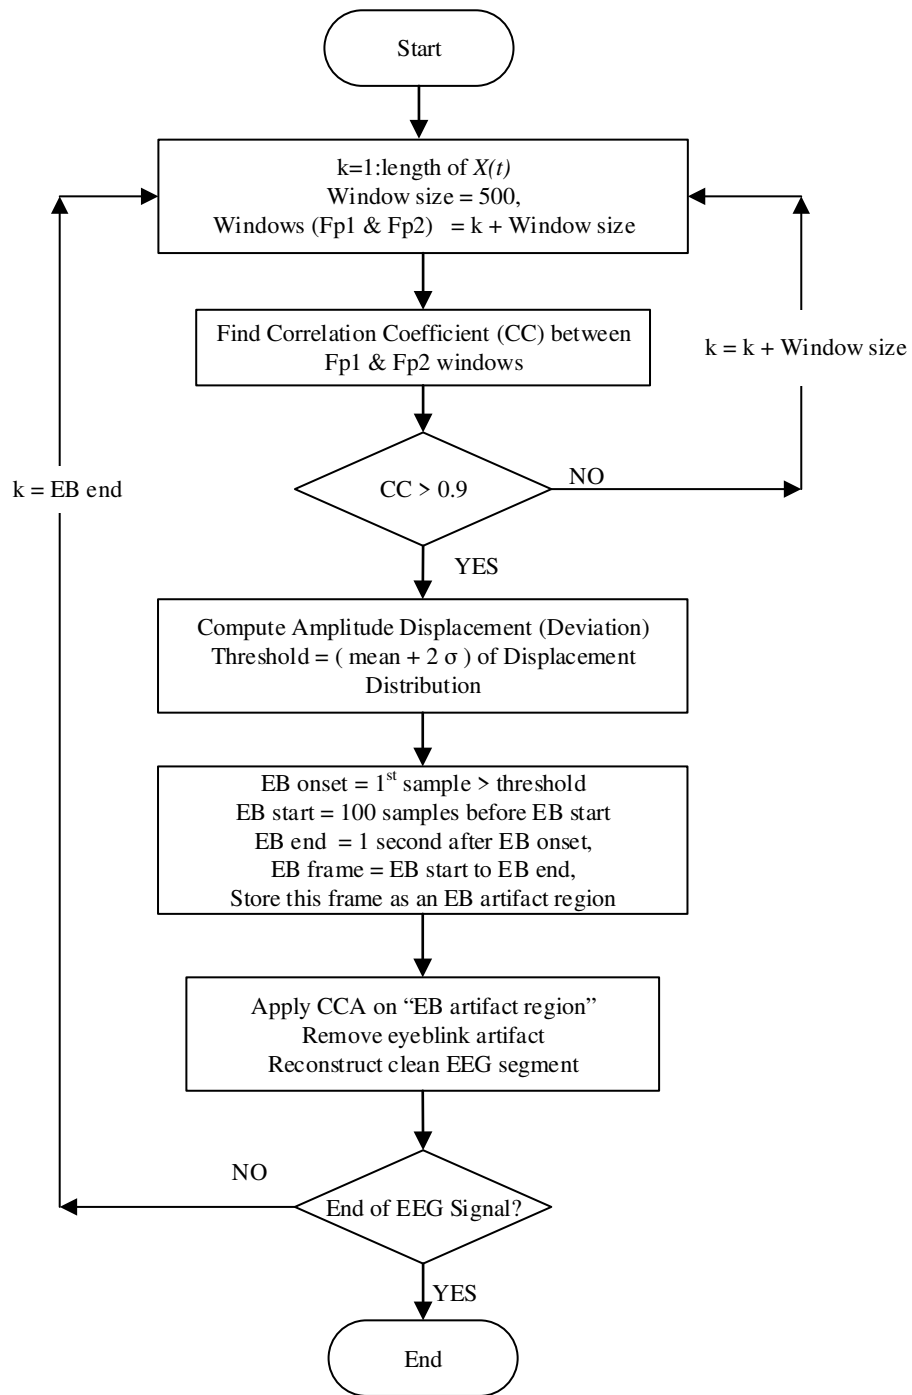 Start
k=1:length of X(t)
Window size = 500,
Windows (Fp1 & Fp2) = k + Window size
Find Correlation Coefficient (CC) between
Fp1 & Fp2 windows
k = k + Window size
CC > 0.9
NO
k = EB end
YES
Compute Amplitude Displacement (Deviation)
Threshold = ( mean + 2 σ ) of Displacement
Distribution
EB onset = 1st sample > threshold
EB start = 100 samples before EB start
EB end = 1 second after EB onset,
EB frame = EB start to EB end,
Store this frame as an EB artifact region
Apply CCA on “EB artifact region”
Remove eyeblink artifact
Reconstruct clean EEG segment
NO
End of EEG Signal?
YES
End